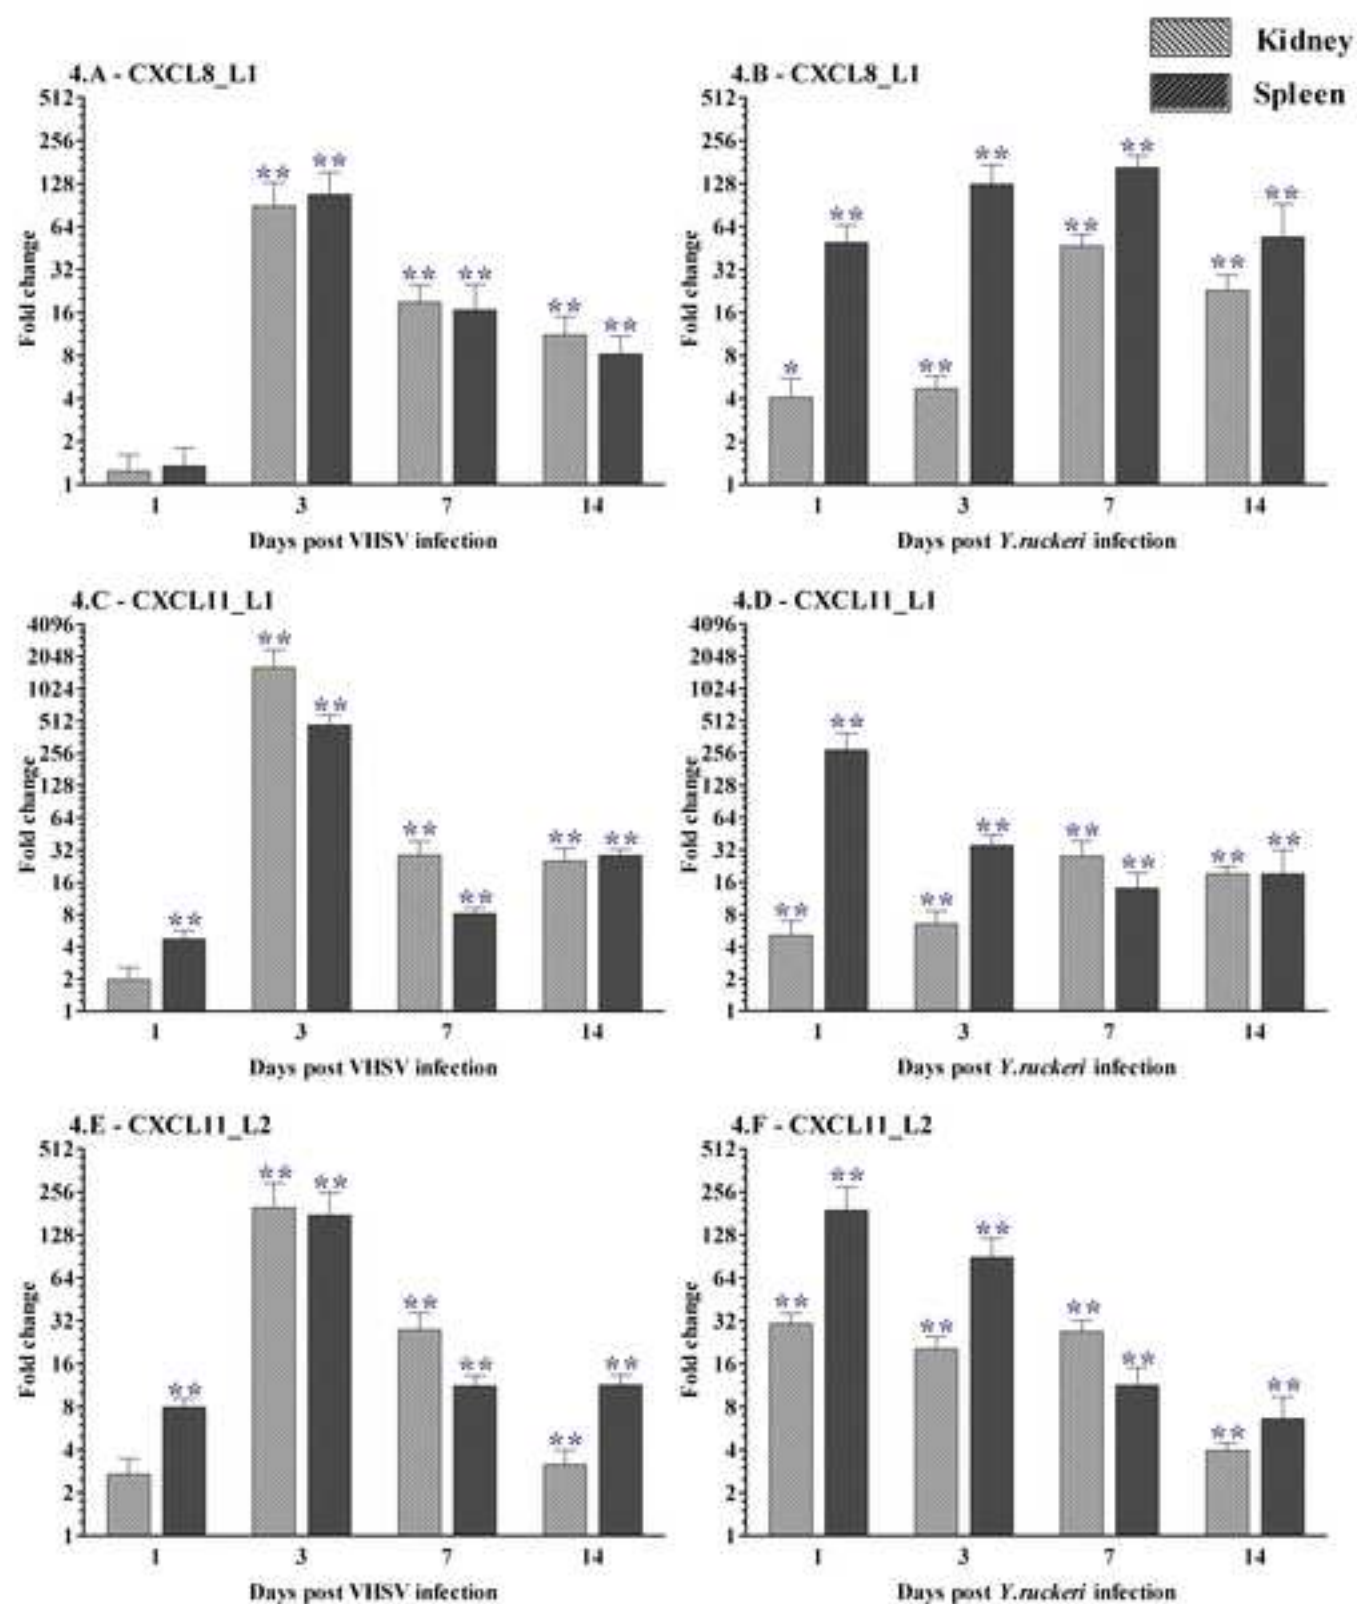 Kidney
Spleen
4.A - CXCL8_L1
512
256
128
64
32
16
8
4
2
1
Fold change
** ** ** ** ** **
1 3 7 14
Days post VHSV infection
4.B - CXCL8_L1
512
256
128
64
32
16
8
4
2
1
Fold change
* ** ** ** ** ** ** **
1 3 7 14
Days post Y.ruckeri infection
4.C - CXCL11_L1
4096
2048
1024
512
256
128
64
32
16
8
4
2
1
Fold change
** ** ** ** ** ** **
1 3 7 14
Days post VHSV infection
4.D - CXCL11_L1
4096
2048
1024
512
256
128
64
32
16
8
4
2
1
Fold change
** ** ** ** ** ** ** **
1 3 7 14
Days post Y.ruckeri infection
4.E - CXCL11_L2
512
256
128
64
32
16
8
4
2
1
Fold change
** ** ** ** ** ** **
1 3 7 14
Days post VHSV infection
4.F - CXCL11_L2
512
256
128
64
32
16
8
4
2
1
Fold change
** ** ** ** ** ** ** **
1 3 7 14
Days post Y.ruckeri infection